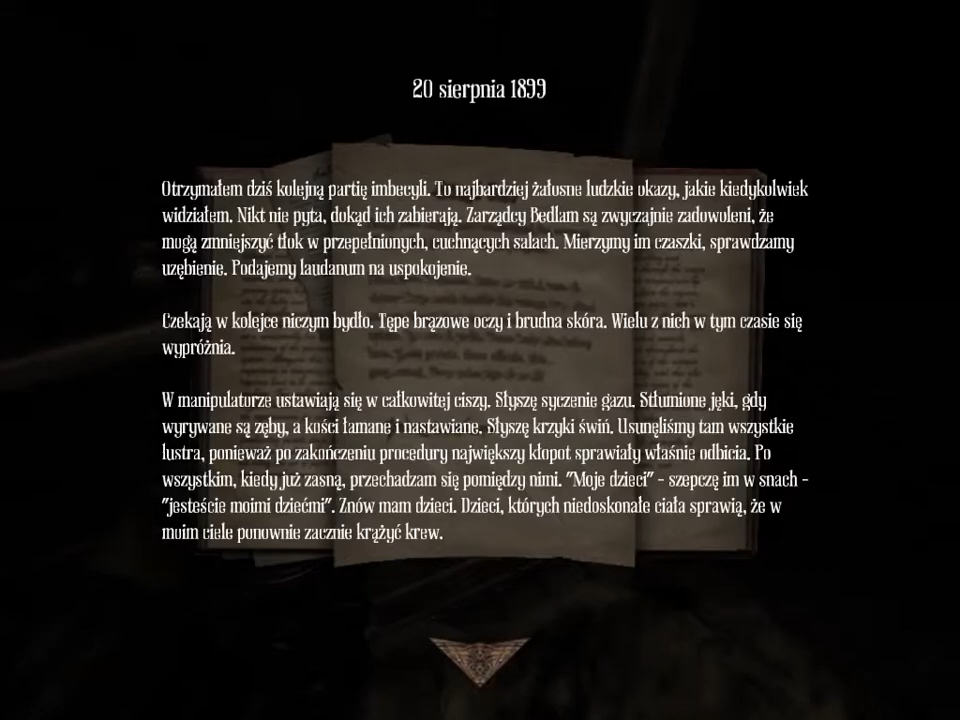 20 sierpnia 1899
Otrzymałem dziś kolejną partię imbecyli. To najbardziej żałosne ludzkie okazy, jakie kiedykolwiek
widziałem. Nikt nie pyta, dokąd ich zabierają. Zarządcy Bedlam są zwyczajnie zadowoleni, że
mogą zmniejszyć tłok w przepełnionych, cuchnących salach. Mierzymy im czaszki, sprawdzamy
uzębienie. Podajemy laudanum na uspokojenie.
Czekają w kolejce niczym bydło. Tępe brązowe oczy i brudna skóra. Wielu z nich w tym czasie się
wypróżnia.
W manipulatorze ustawiają się w całkowitej ciszy. Słyszę syczenie gazu. Stłumione jęki, gdy
wyrywane są zęby, a kości łamane i nastawiane. Słyszę krzyki świń. Usunęliśmy tam wszystkie
lustra, ponieważ po zakończeniu procedury największy kłopot sprawiały właśnie odbicia. Po
wszystkim, kiedy już zasną, przechadzam się pomiędzy nimi. "Moje dzieci" - szepczę im w snach -
"jesteście moimi dziećmi". Znów mam dzieci. Dzieci, których niedoskonałe ciała sprawią, że w
moim ciele ponownie zacznie krążyć krew.